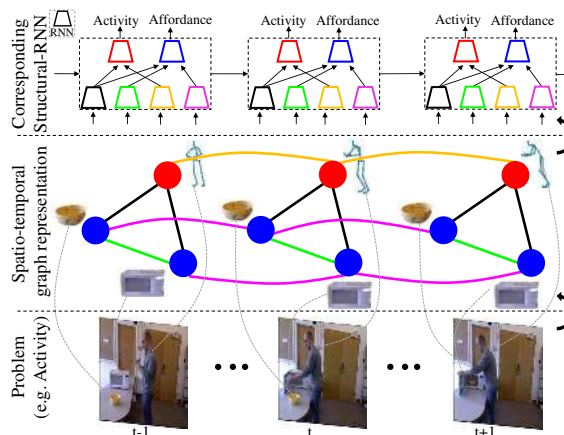 Corresponding
Structural-RNN
RNN
Activity Affordance
Activity Affordance
Activity Affordance
Spatio-temporal
graph representation
Problem
(e.g. Activity)
t-1
t
t+1